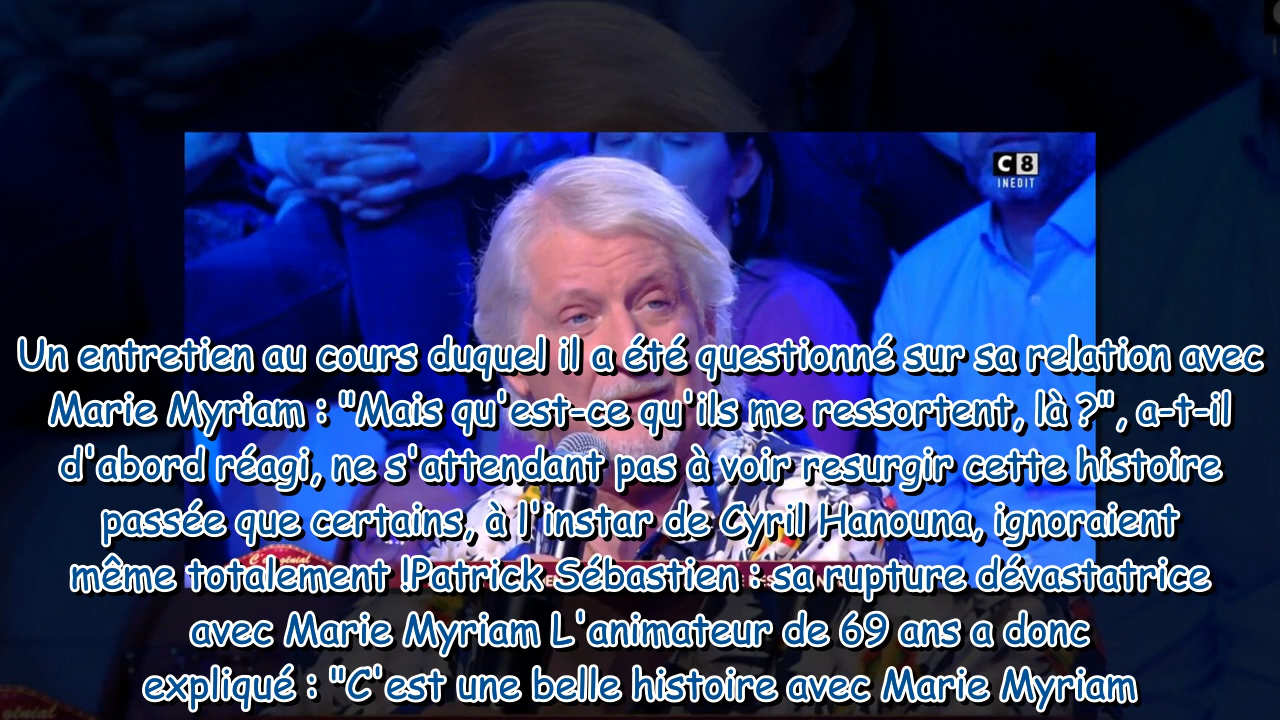 C8
INEDIT
Un entretien au cours duquel il a été questionné sur sa relation avec
Marie Myriam : "Mais qu'est-ce qu'ils me ressortent, là ?", a-t-il
d'abord réagi, ne s'attendant pas à voir resurgir cette histoire
passée que certains, à l'instar de Cyril Hanouna, ignoraient
même totalement !Patrick Sébastien : sa rupture dévastatrice
avec Marie Myriam L'animateur de 69 ans a donc
expliqué : "C'est une belle histoire avec Marie Myriam